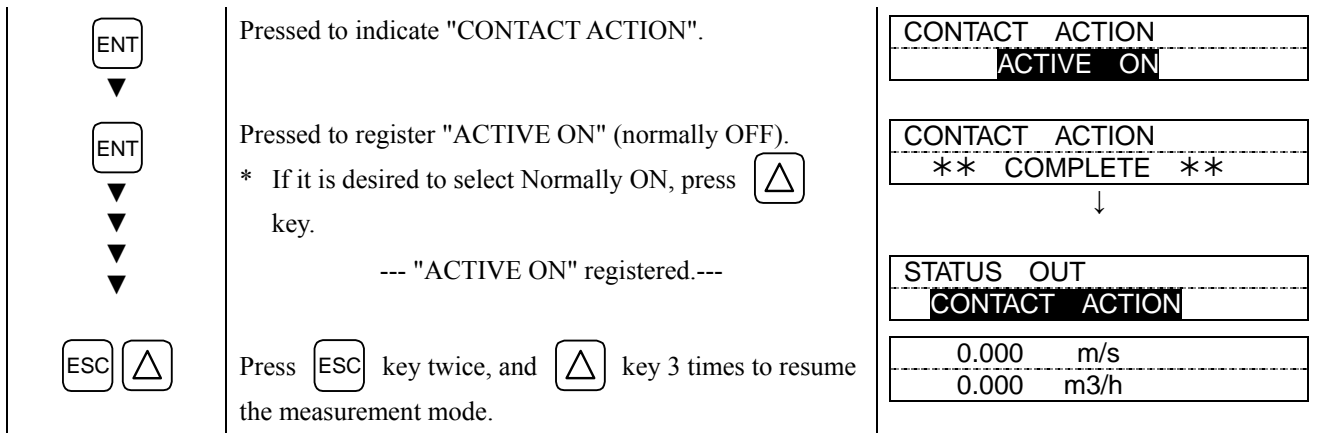 ENT
Pressed to indicate "CONTACT ACTION".
CONTACT ACTION
ACTIVE ON
▼
ENT
Pressed to register "ACTIVE ON" (normally OFF).
* If it is desired to select Normally ON, press △
key.
--- "ACTIVE ON" registered.---
CONTACT ACTION
** COMPLETE **
↓
▼
▼
▼
▼
STATUS OUT
CONTACT ACTION
ESC △
Press ESC key twice, and △ key 3 times to resume
the measurement mode.
0.000 m/s
0.000 m3/h